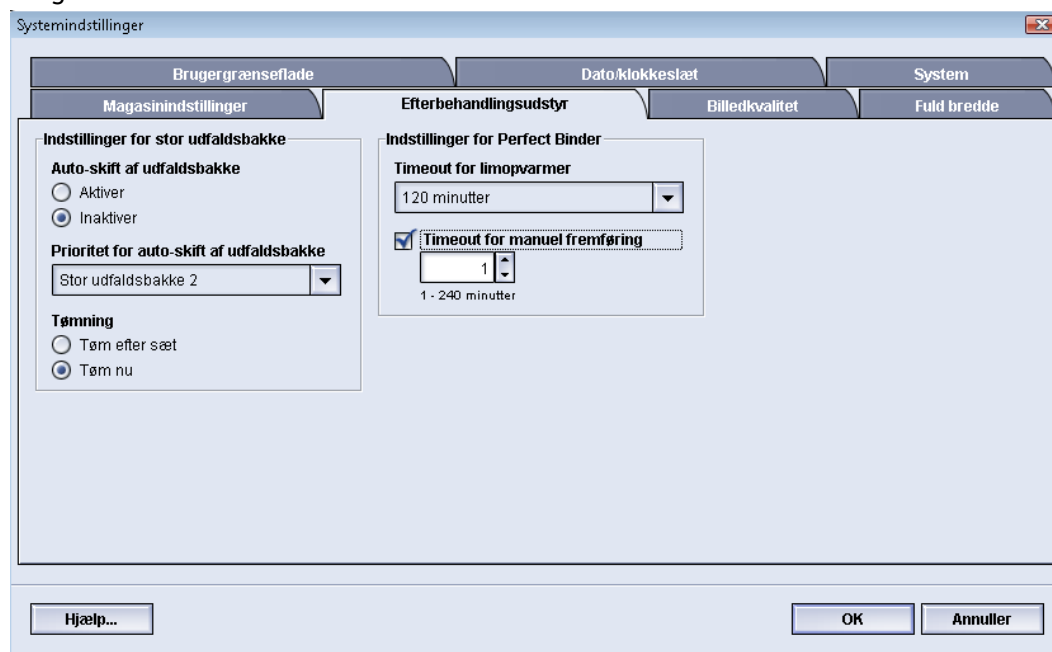 Systemindstillinger
Brugergrænseflade
Dato/klokkeslæt
System
Magasinindstillinger
Efterbehandlingsudstyr
Billedkvalitet
Fuld bredde
Indstillinger for stor udfaldsbakke
Auto-skift af udfaldsbakke
Aktiver
Inaktiver
Prioritet for auto-skift af udfaldsbakke
Stor udfaldsbakke 2
Tømning
Tøm efter sæt
Tøm nu
Indstillinger for Perfect Binder
Timeout for limopvarmer
120 minutter
Timeout for manuel fremføring
1
1 - 240 minutter
Hjælp...
OK
Annuller